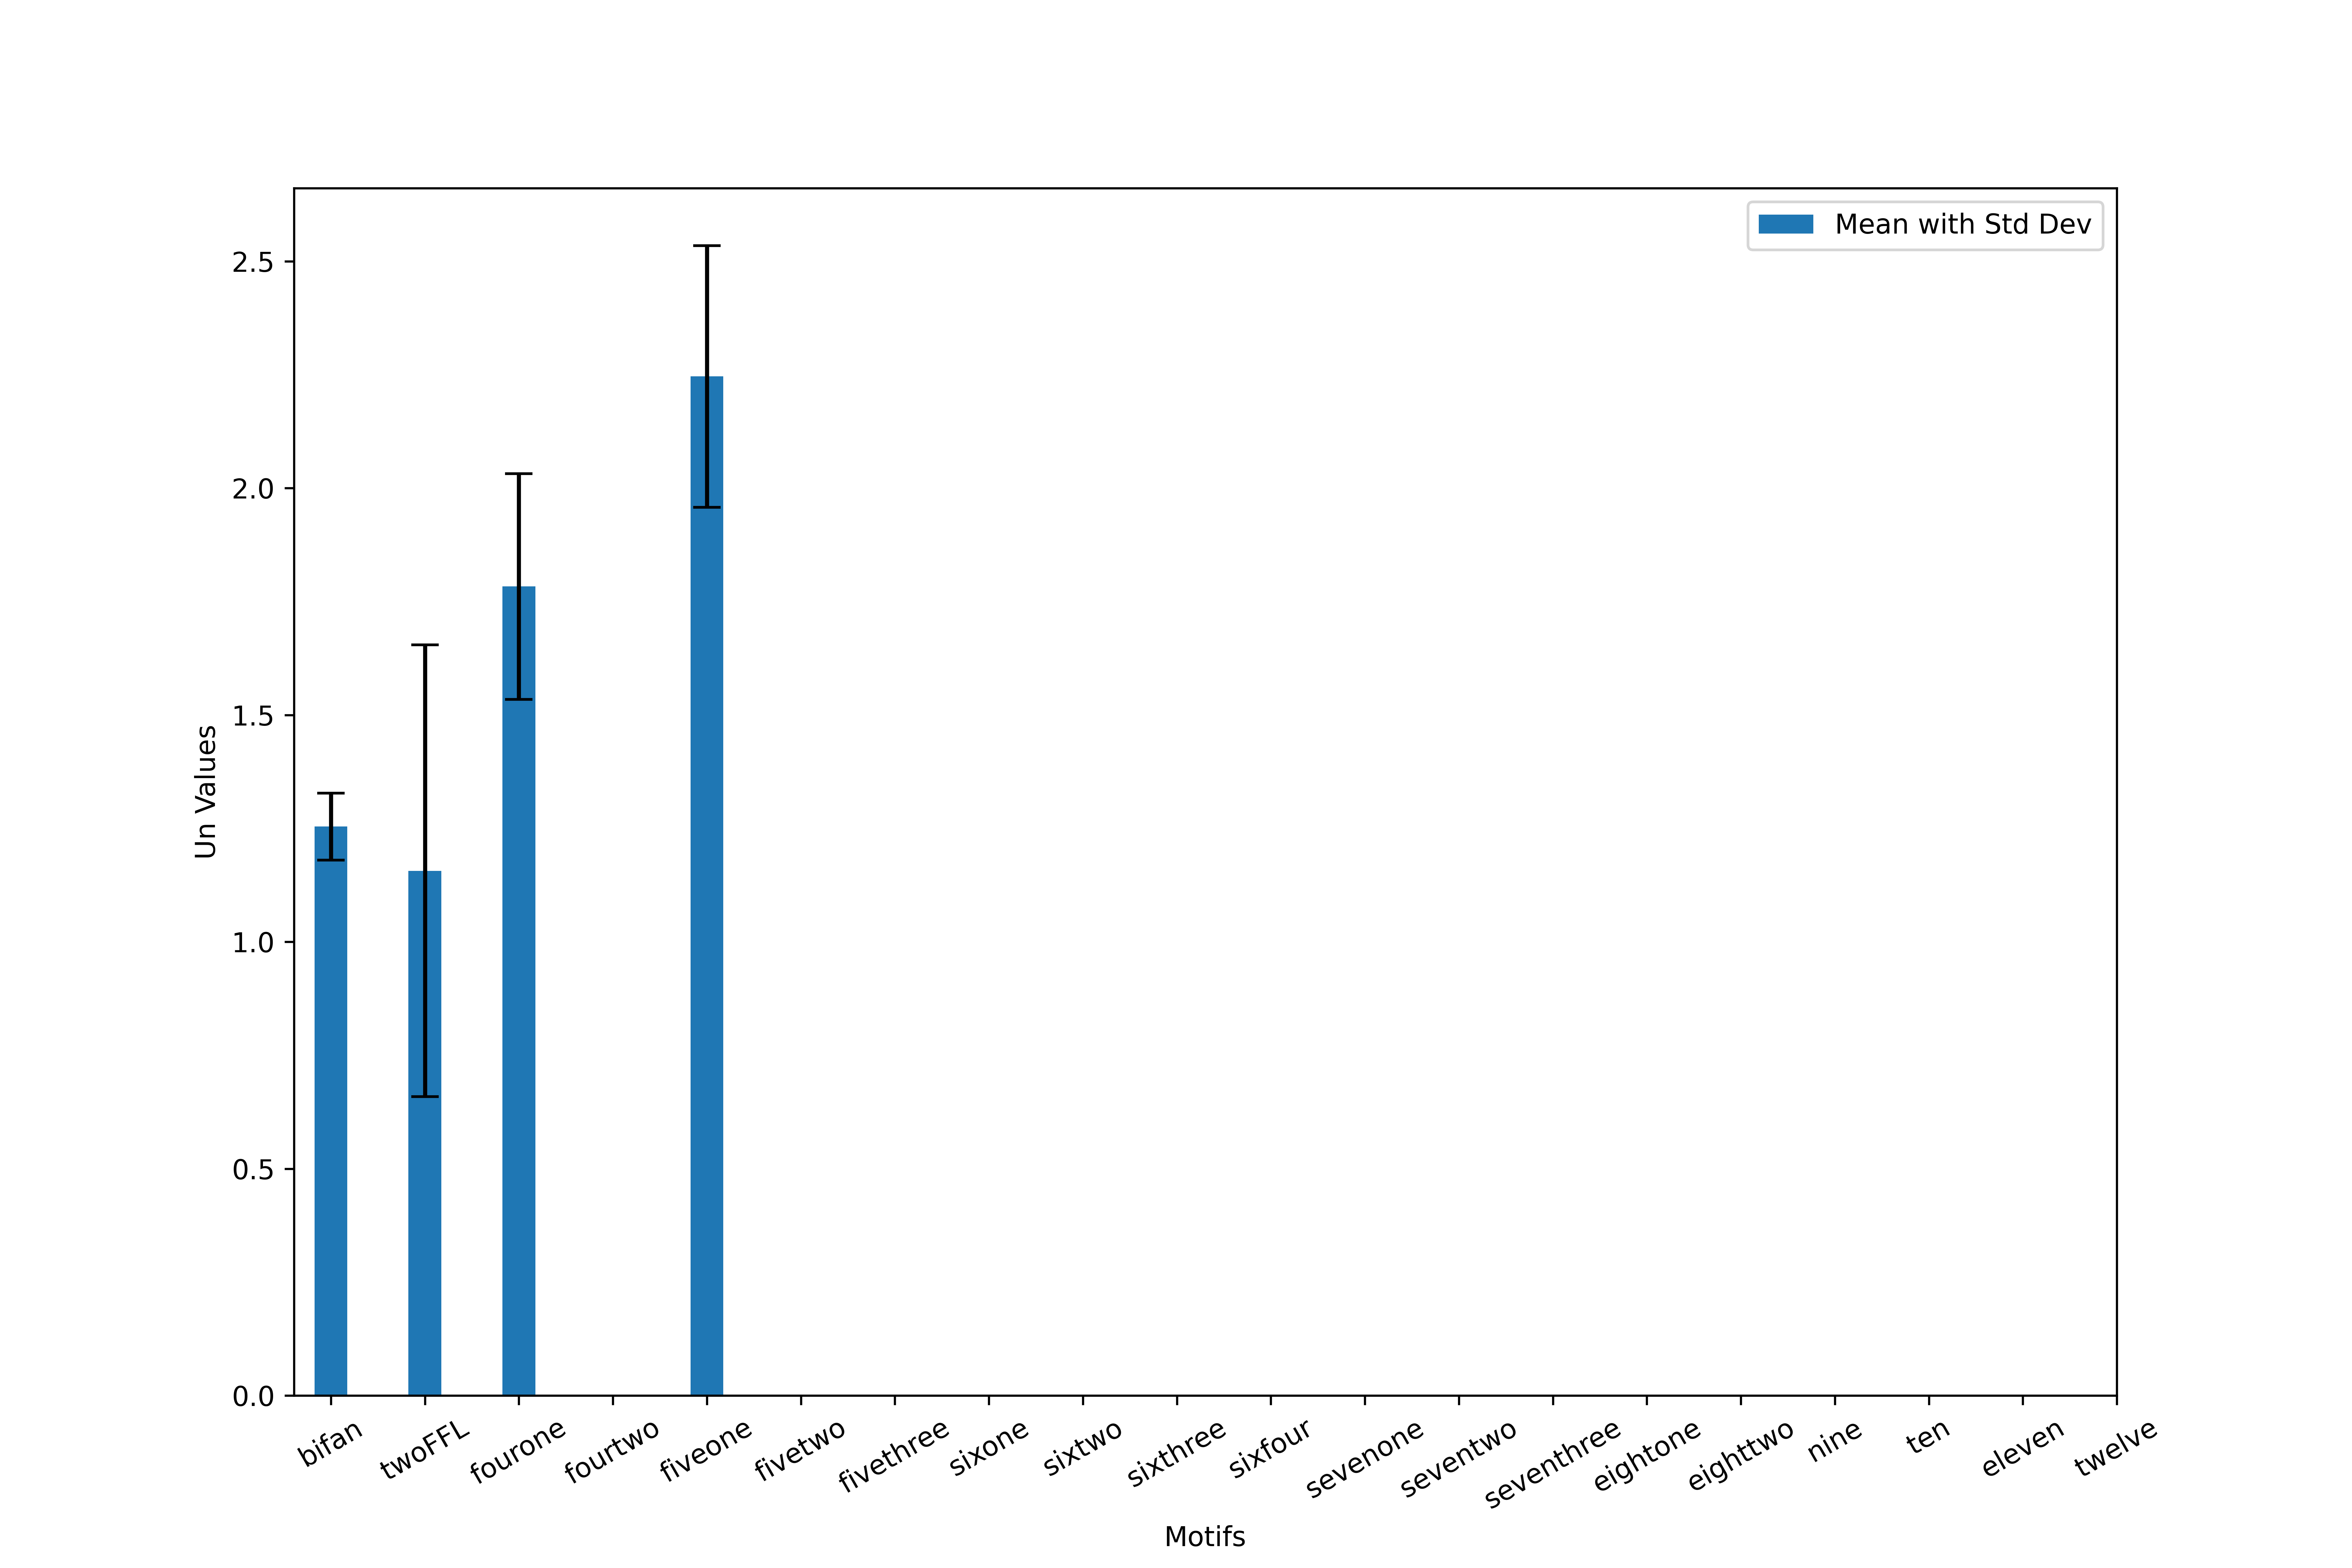 Mean with Std Dev
2.5
2.0
1.5
1.0
0.5
0.0
Un Values
bifan
twoFFL
fourone
fourtwo
fiveone
fivetwo
fivethree
sixone
sixtwo
sixthree
sixfour
sevenone
seventwo
seventhree
eightone
eighttwo
nine
ten
eleven
twelve
Motifs